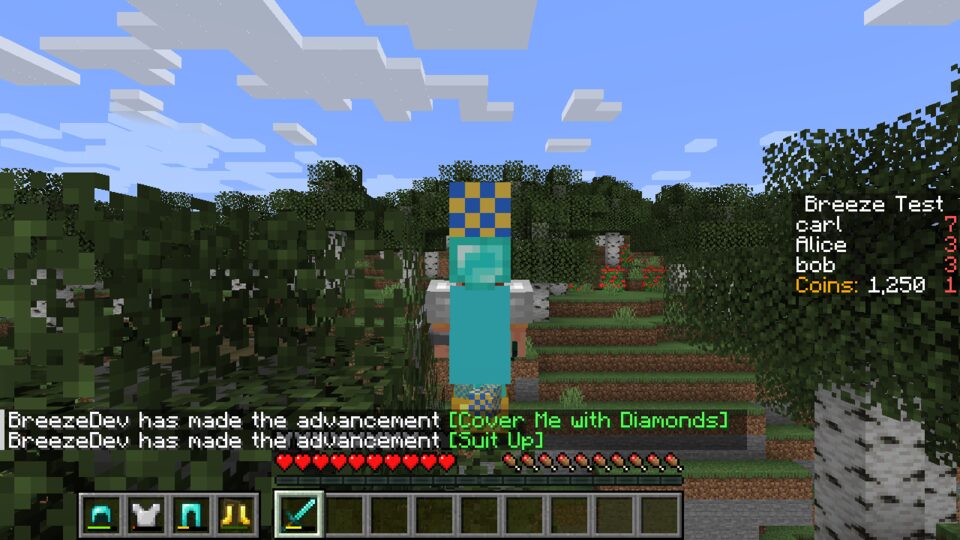 Breeze Test
carl 7
Alice 3
bob 3
Coins: 1,250 1
BreezeDev has made the advancement [Cover Me with Diamonds]
BreezeDev has made the advancement [Suit Up]